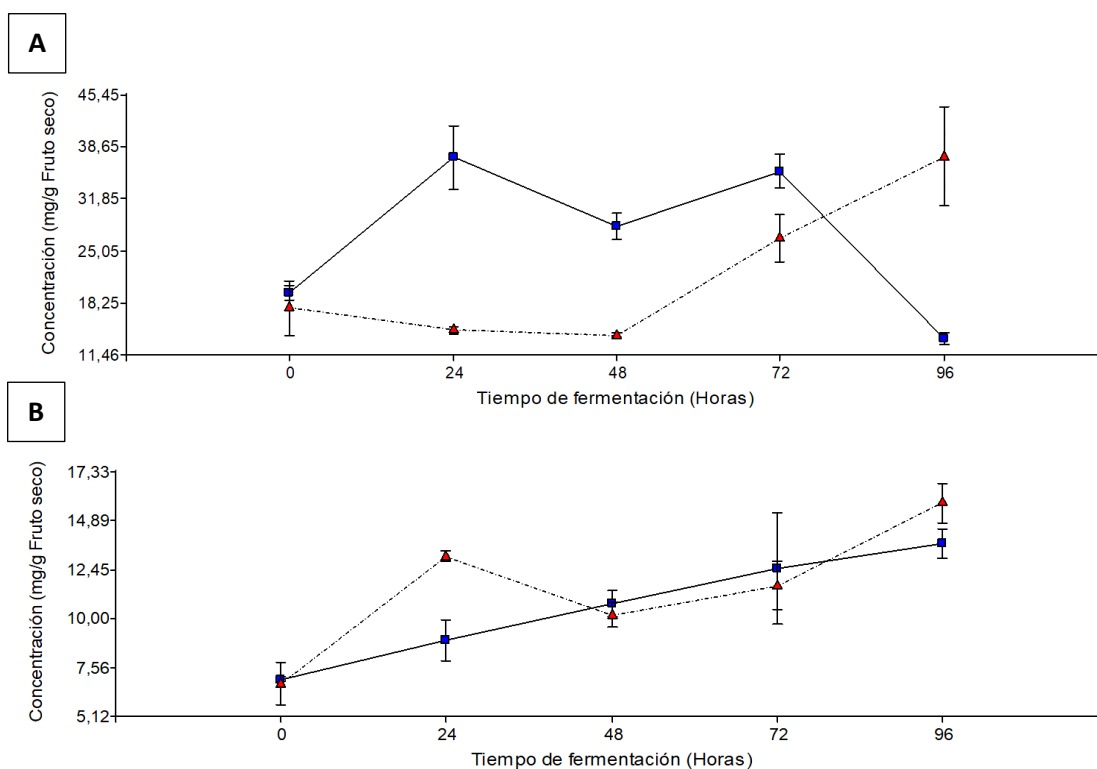 A
Concentración (mg/g Fruto seco)
45,45
38,65
31,85
25,05
18,25
11,46
0 24 48 72 96
Tiempo de fermentación (Horas)
B
Concentración (mg/g Fruto seco)
17,33
14,89
12,45
10,00
7,56
5,12
0 24 48 72 96
Tiempo de fermentación (Horas)